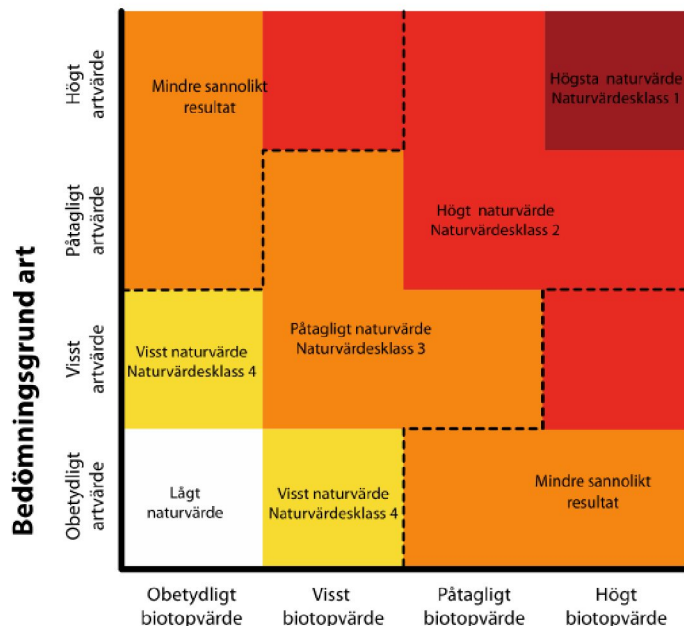 Bedömningsgrund art
Högt
artvärde
Påtagligt
artvärde
Visst
artvärde
Obetydligt
artvärde
Mindre sannolikt
resultat
Högsta naturvärde
Naturvärdesklass 1
Högt naturvärde
Naturvärdesklass 2
Påtagligt naturvärde
Naturvärdesklass 3
Visst naturvärde
Naturvärdesklass 4
Lågt
naturvärde
Visst naturvärde
Naturvärdesklass 4
Mindre sannolikt
resultat
Obetydligt
biotopvärde
Visst
biotopvärde
Påtagligt
biotopvärde
Högt
biotopvärde